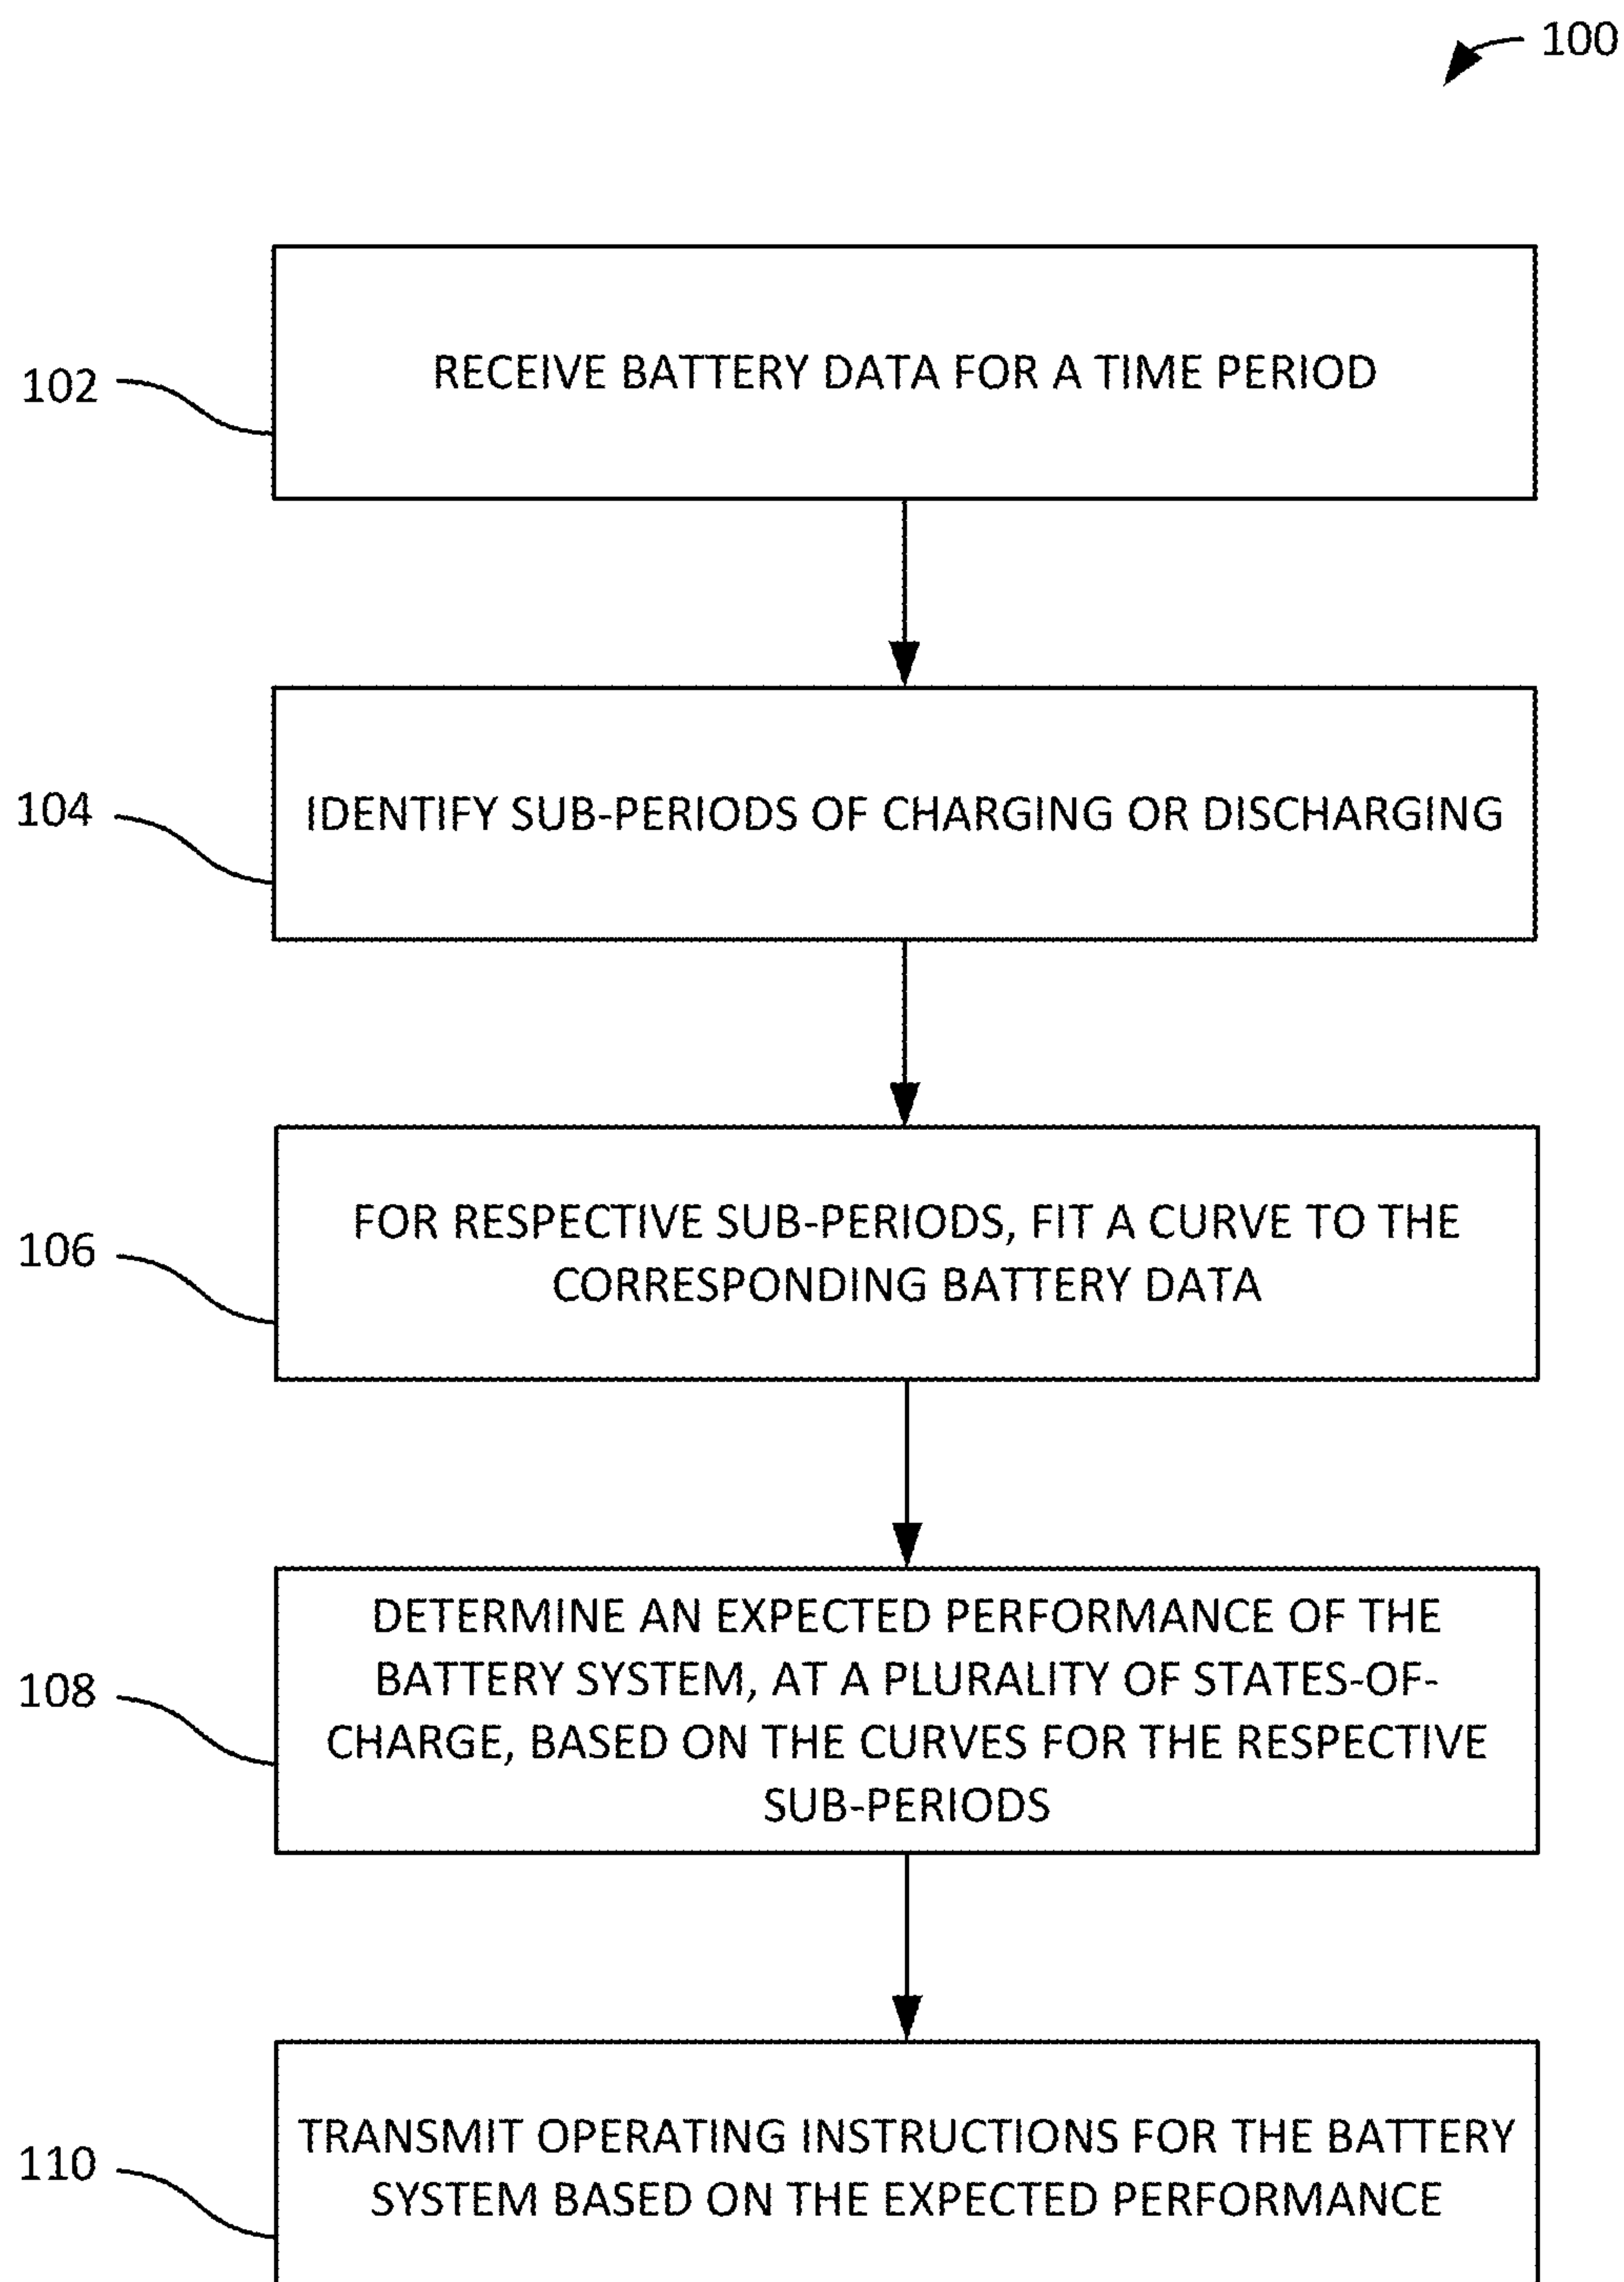 100
RECEIVE BATTERY DATA FOR A TIME PERIOD
102
IDENTIFY SUB-PERIODS OF CHARGING OR DISCHARGING
104
FOR RESPECTIVE SUB-PERIODS, FIT A CURVE TO THE
CORRESPONDING BATTERY DATA
106
DETERMINE AN EXPECTED PERFORMANCE OF THE
BATTERY SYSTEM, AT A PLURALITY OF STATES-OF-
CHARGE, BASED ON THE CURVES FOR THE RESPECTIVE
SUB-PERIODS
108
TRANSMIT OPERATING INSTRUCTIONS FOR THE BATTERY
SYSTEM BASED ON THE EXPECTED PERFORMANCE
110